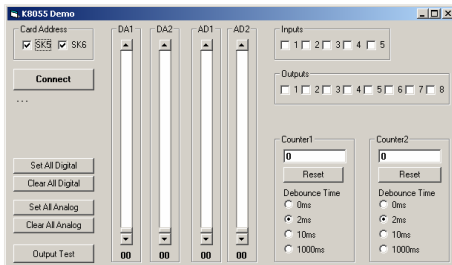 K8055 Demo
Card Address
SK5 SK6
Connect
...
Set All Digital
Clear All Digital
Set All Analog
Clear All Analog
Output Test
DA1 DA2 AD1 AD2
00 00 00 00
Inputs
1 2 3 4 5
Outputs
1 2 3 4 5 6 7 8
Counter1
0
Reset
Debounce Time
0ms
2ms
10ms
1000ms
Counter2
0
Reset
Debounce Time
0ms
2ms
10ms
1000ms